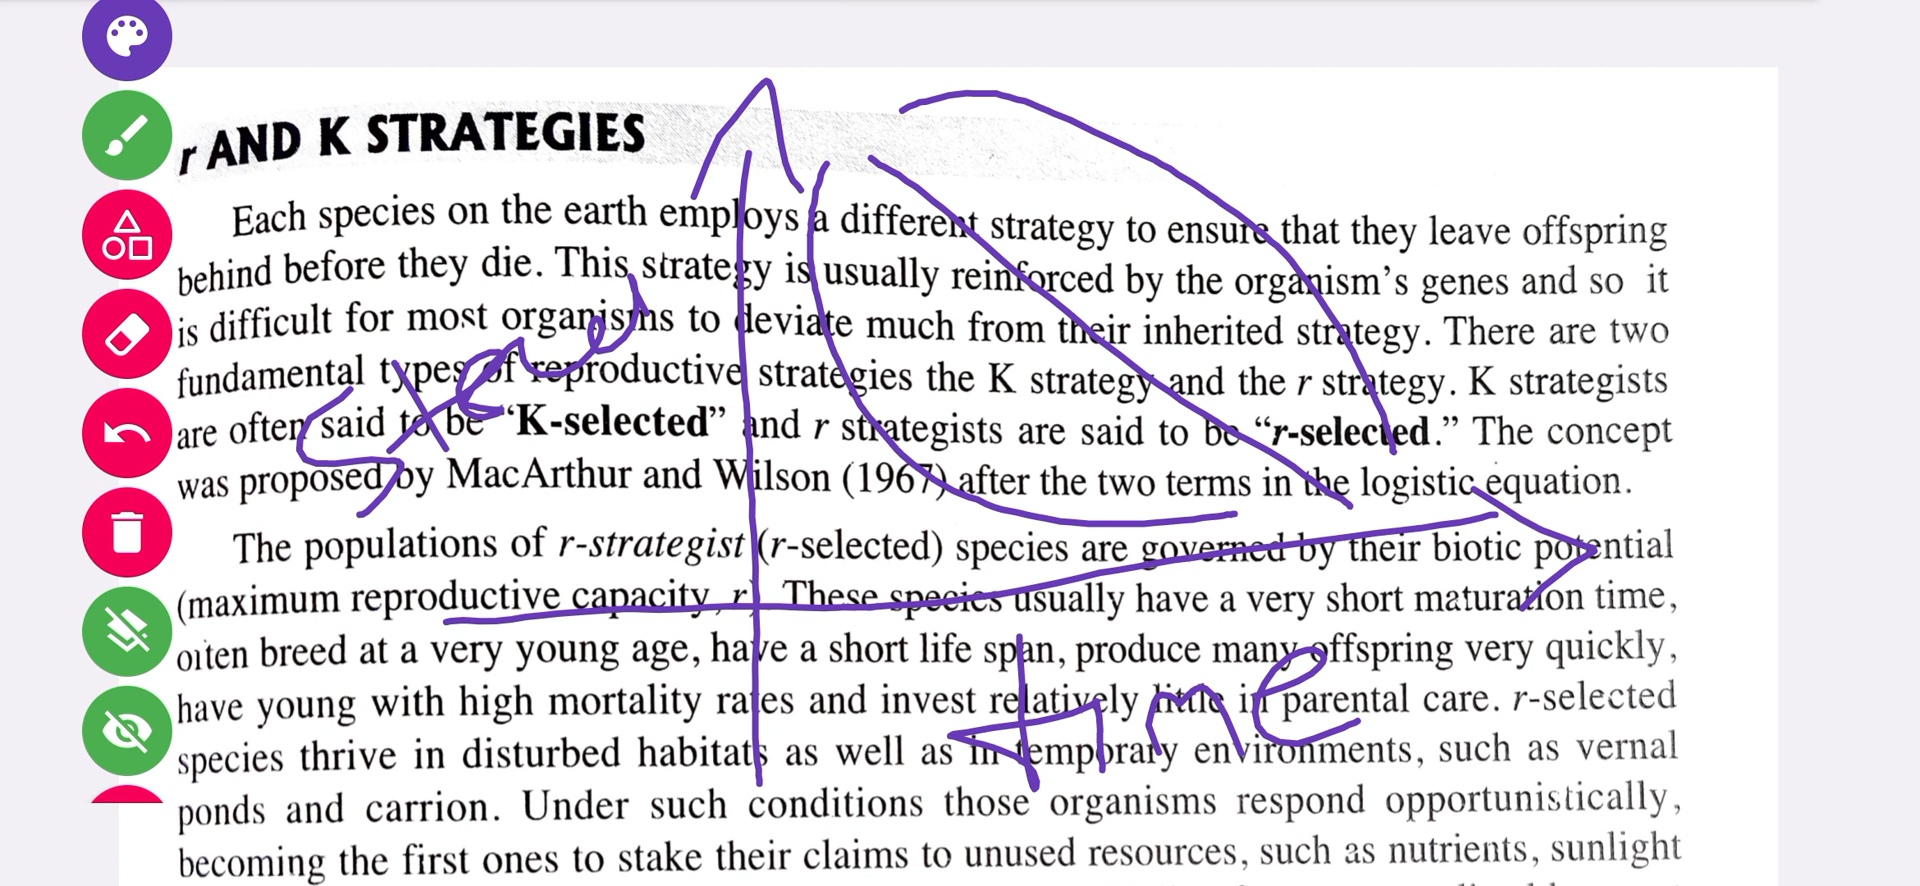 r AND K STRATEGIES
Each species on the earth employs a different strategy to ensure that they leave offspring
behind before they die. This strategy is usually reinforced by the organism's genes and so it
is difficult for most organisms to deviate much from their inherited strategy. There are two
fundamental types of reproductive strategies the K strategy and the r strategy. K strategists
are often said to be "K-selected" and r strategists are said to be "r-selected." The concept
was proposed by MacArthur and Wilson (1967) after the two terms in the logistic equation.
The populations of r-strategist (r-selected) species are governed by their biotic potential
(maximum reproductive capacity, r) These species usually have a very short maturation time,
often breed at a very young age, have a short life span, produce many offspring very quickly,
have young with high mortality rates and invest relatively little in parental care. r-selected
species thrive in disturbed habitats as well as in temporary environments, such as vernal
ponds and carrion. Under such conditions those organisms respond opportunistically,
becoming the first ones to stake their claims to unused resources, such as nutrients, sunlight